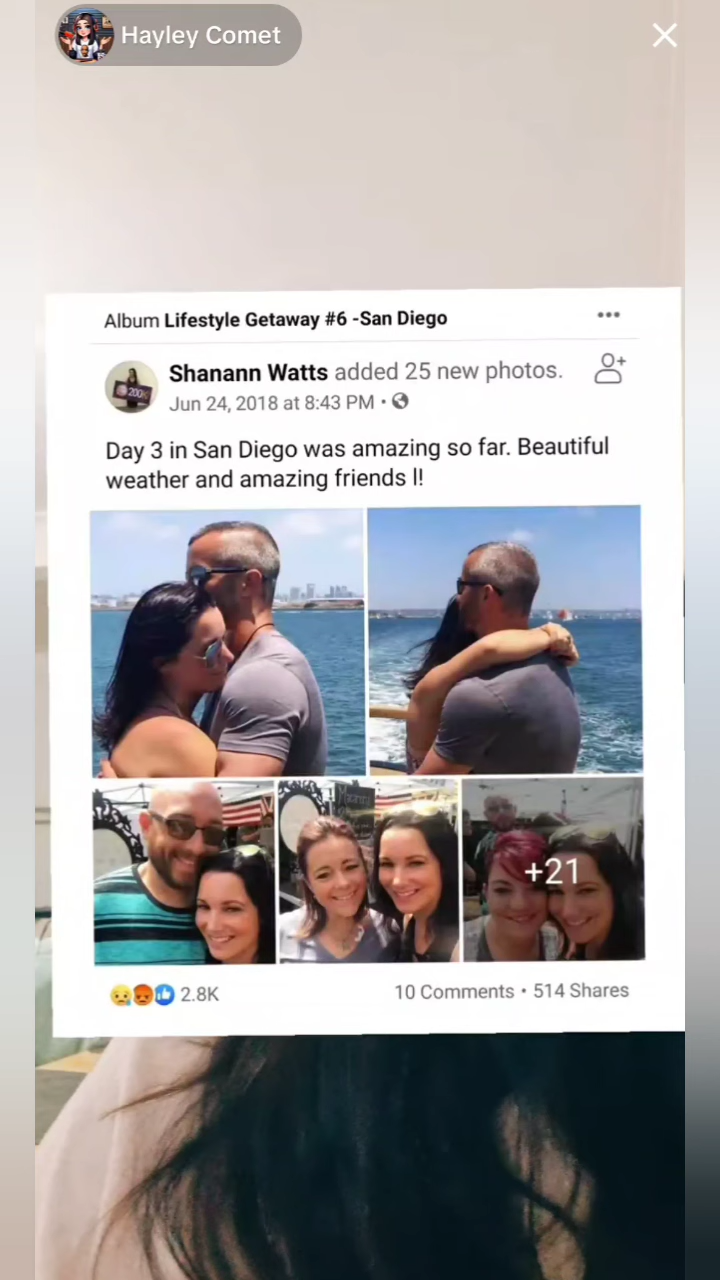 Hayley Comet
Album Lifestyle Getaway #6 -San Diego
Shanann Watts added 25 new photos.
Jun 24, 2018 at 8:43 PM •
Day 3 in San Diego was amazing so far. Beautiful
weather and amazing friends !!
+21
2.8K
10 Comments • 514 Shares